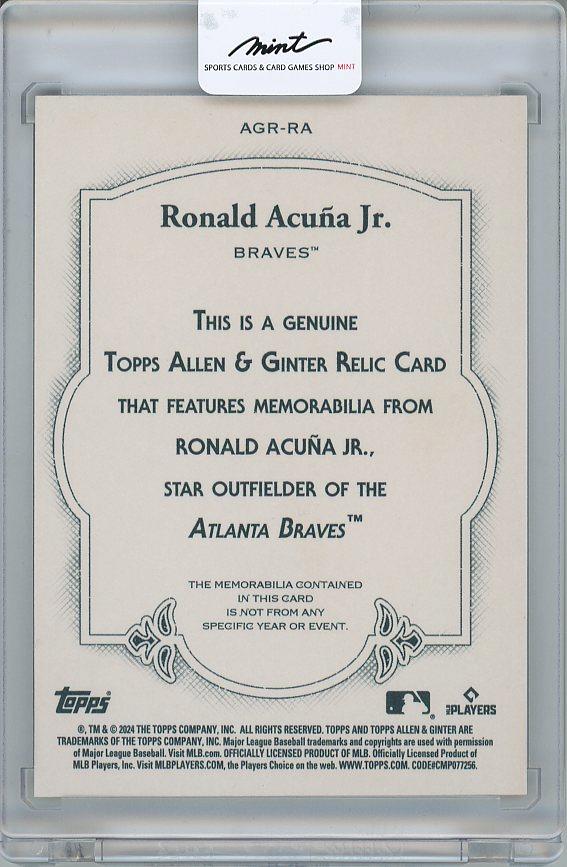 mint
SPORTS CARDS & CARD GAMES SHOP MINT
AGR-RA
Ronald Acuña Jr.
BRAVES™
THIS IS A GENUINE
TOPPS ALLEN & GINTER RELIC CARD
THAT FEATURES MEMORABILIA FROM
RONALD ACUÑA JR.,
STAR OUTFIELDER OF THE
ATLANTA BRAVES™
THE MEMORABILIA CONTAINED
IN THIS CARD
IS NOT FROM ANY
SPECIFIC YEAR OR EVENT.
topps®
® MLBPLAYERS
®, TM & © 2024 THE TOPPS COMPANY, INC. ALL RIGHTS RESERVED. TOPPS AND TOPPS ALLEN & GINTER ARE
TRADEMARKS OF THE TOPPS COMPANY, INC. Major League Baseball trademarks and copyrights are used with permission
of Major League Baseball. Visit MLB.com. OFFICIALLY LICENSED PRODUCT OF MLB. Officially Licensed Product of
MLB Players, Inc. Visit MLBPLAYERS.com, the Players Choice on the web. WWW.TOPPS.COM. CODE#CMP077256.